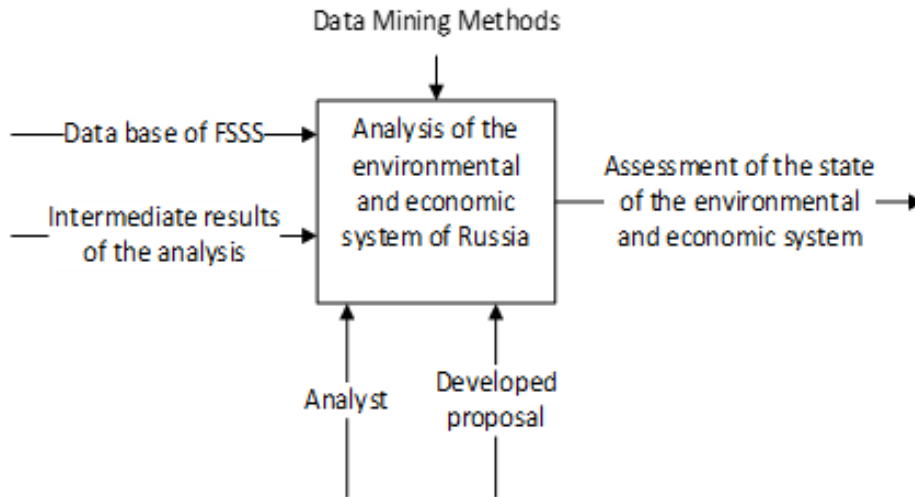 Data Mining Methods
Data base of FSSS
Analysis of the
environmental
and economic
system of Russia
Intermediate results
of the analysis
Assessment of the state
of the environmental
and economic system
Analyst
Developed
proposal